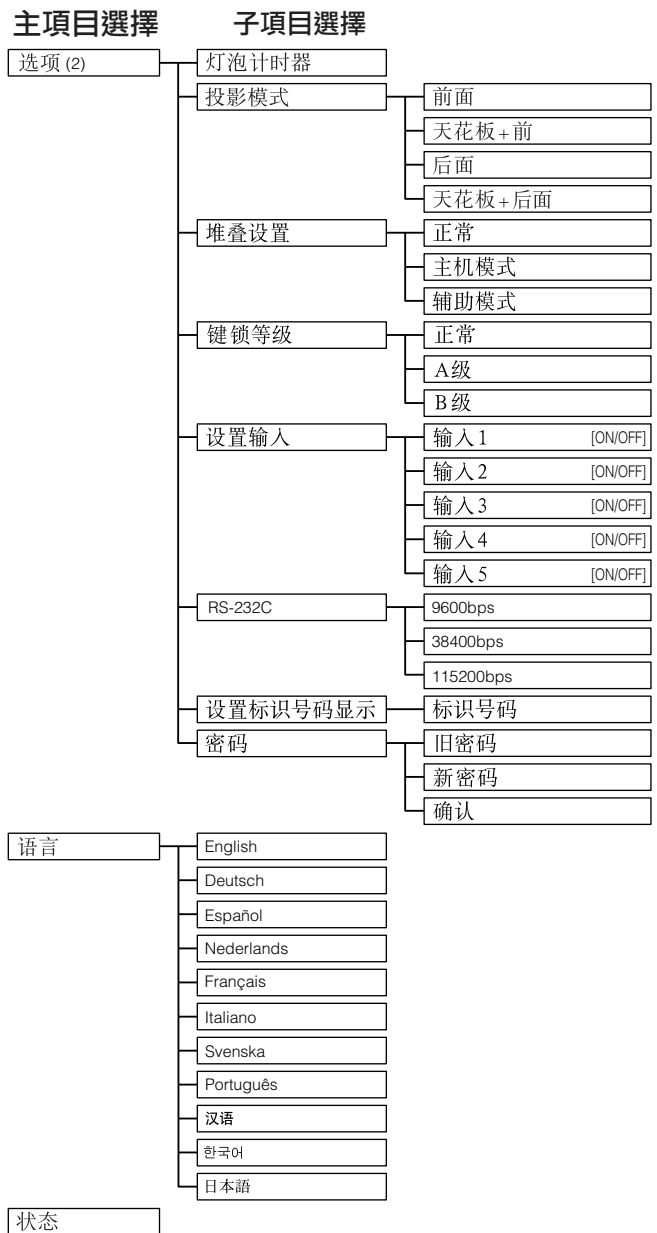 主項目選擇 子項目選擇
选项 (2) 灯泡计时器
投影模式 前面
天花板+前
后面
天花板+后面
堆叠设置 正常
主机模式
辅助模式
键锁等级 正常
A级
B级
设置输入 输入1 [ON/OFF]
输入2 [ON/OFF]
输入3 [ON/OFF]
输入4 [ON/OFF]
输入5 [ON/OFF]
RS-232C 9600bps
38400bps
115200bps
设置标识号码显示 标识号码
密码 旧密码
新密码
确认
语言 English
Deutsch
Español
Nederlands
Français
Italiano
Svenska
Português
汉语
한국어
日本語
状态